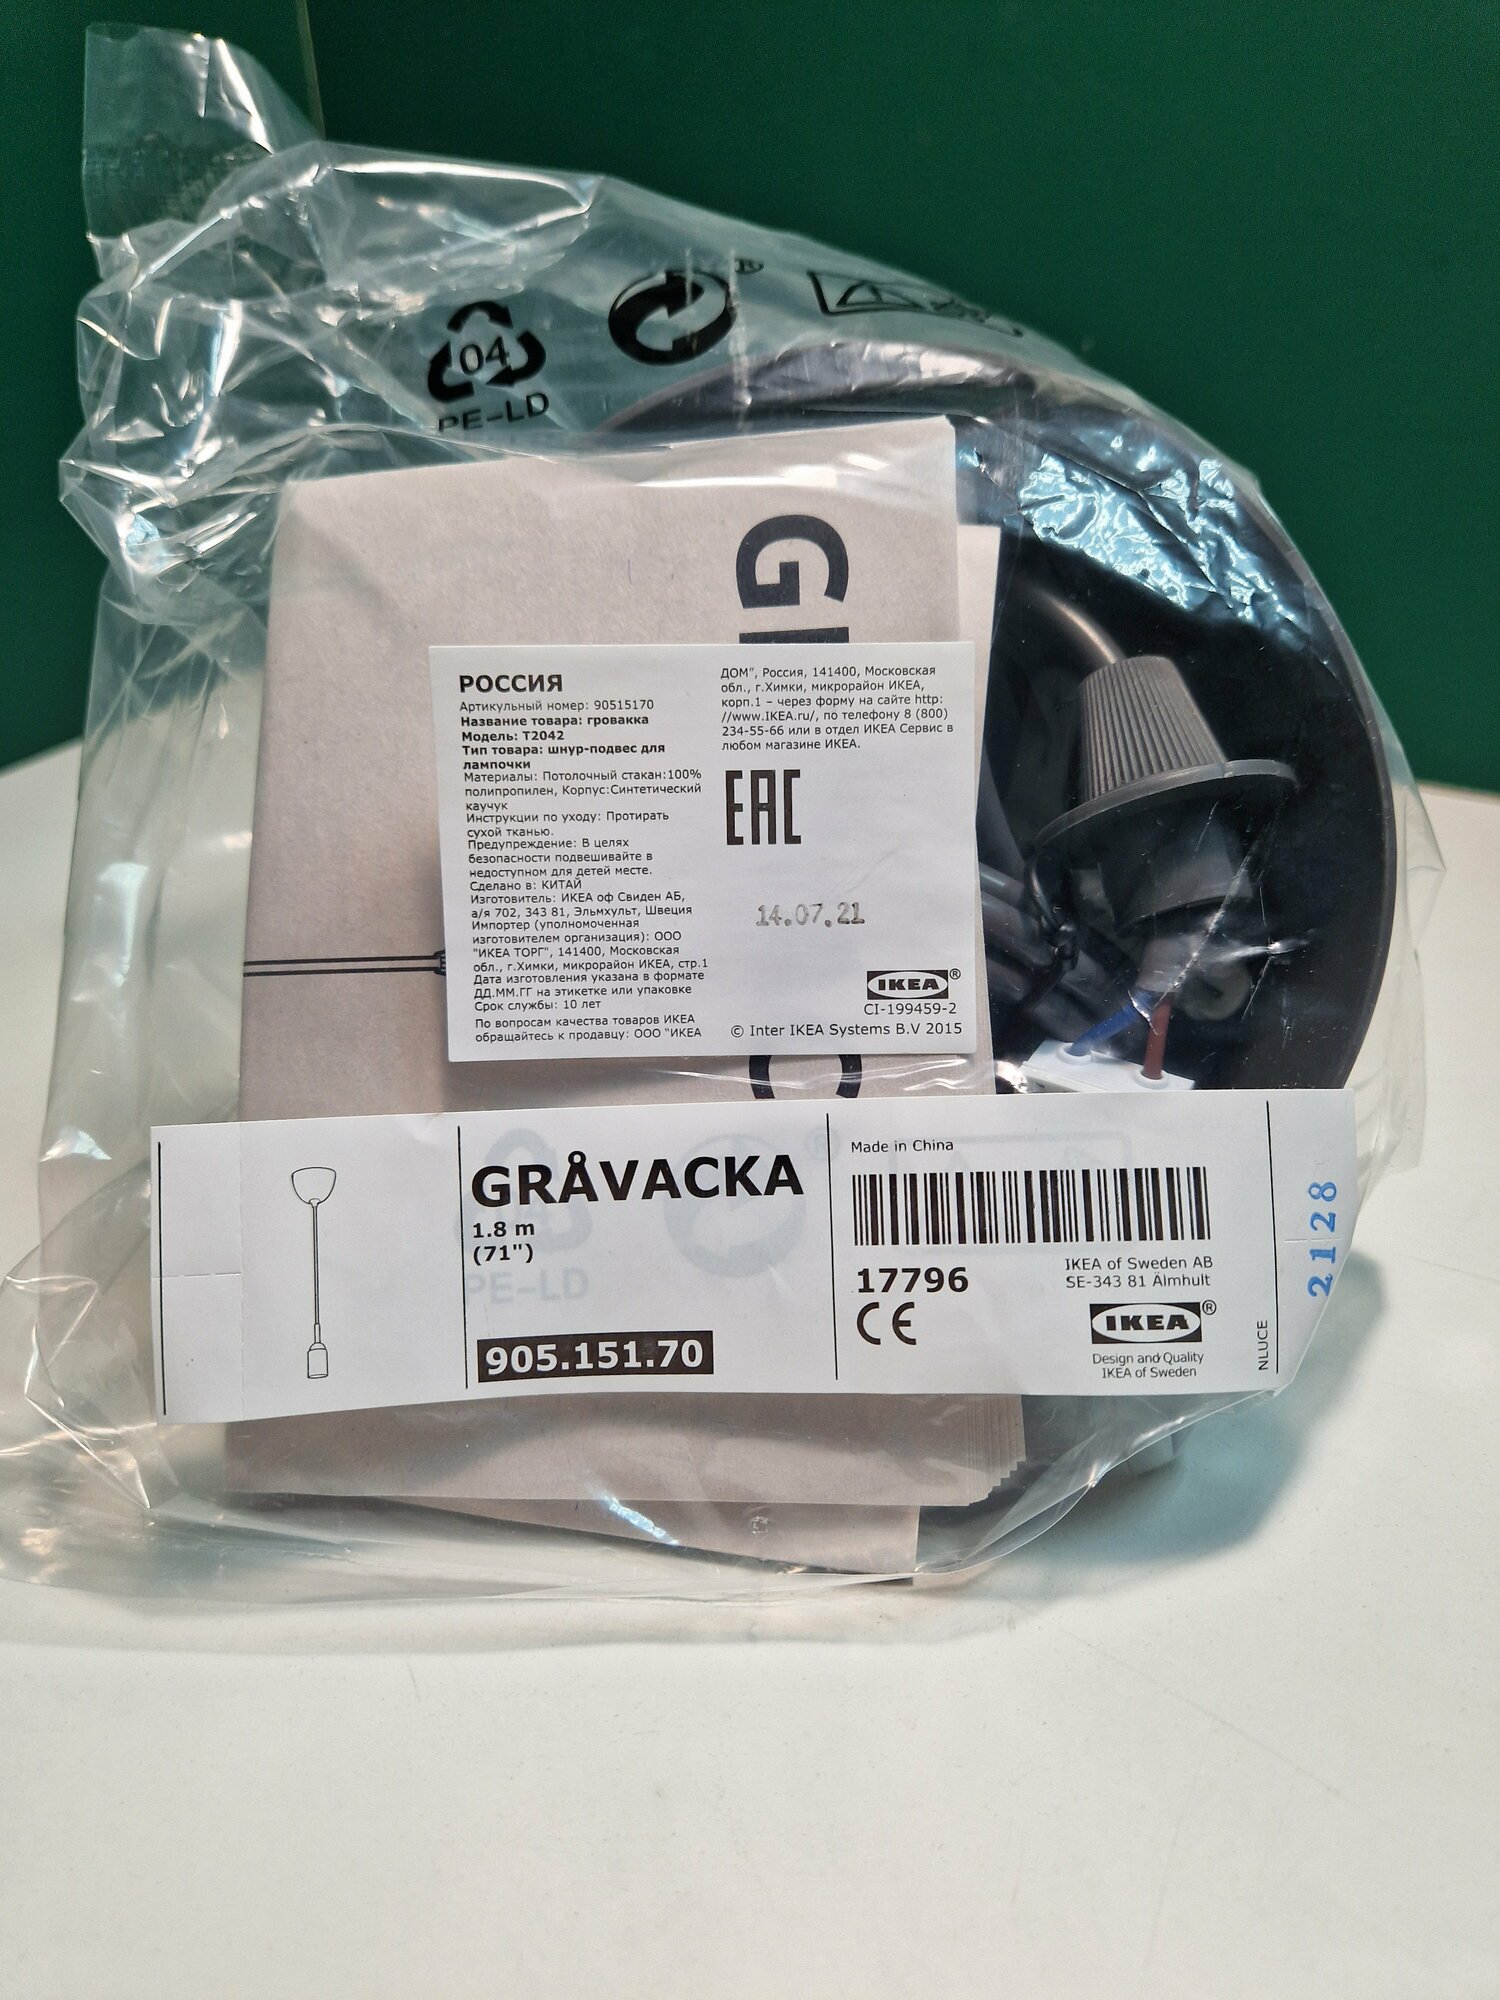 04
PE-LD
G
РОССИЯ
Артикульный номер: 90515170
Название товара: гровакка
Модель: T2042
Тип товара: шнур-подвес для
лампочки
Материалы: Потолочный стакан:100%
полипропилен, Корпус:Синтетический
каучук
Инструкции по уходу: Протирать
сухой тканью.
Предупреждение: В целях
безопасности подвешивайте в
недоступном для детей месте.
Сделано в: КИТАЙ
Изготовитель: ИКЕА оф Свиден АБ,
а/я 702, 343 81, Эльмхульт, Швеция
Импортер (уполномоченная
изготовителем организация): ООО
"ИКЕА ТОРГ", 141400, Московская
обл., г.Химки, микрорайон ИКЕА, стр.1
Дата изготовления указана в формате
ДД.ММ.ГГ на этикетке или упаковке
Срок службы: 10 лет
По вопросам качества товаров ИКЕА
обращайтесь к продавцу: ООО "ИКЕА
ДОМ", Россия, 141400, Московская
обл., г.Химки, микрорайон ИКЕА,
корп.1 – через форму на сайте http:
//www.IKEA.ru/, по телефону 8 (800)
234-55-66 или в отдел ИКЕА Сервис в
любом магазине ИКЕА.
EAC
14.07.21
IKEA®
CI-199459-2
© Inter IKEA Systems B.V 2015
C
GRÅVACKA
1.8 m
(71")
PE-LD
905.151.70
Made in China
17796
CE
IKEA of Sweden AB
SE-343 81 Älmhult
IKEA®
Design and Quality
IKEA of Sweden
NLUCE
2128